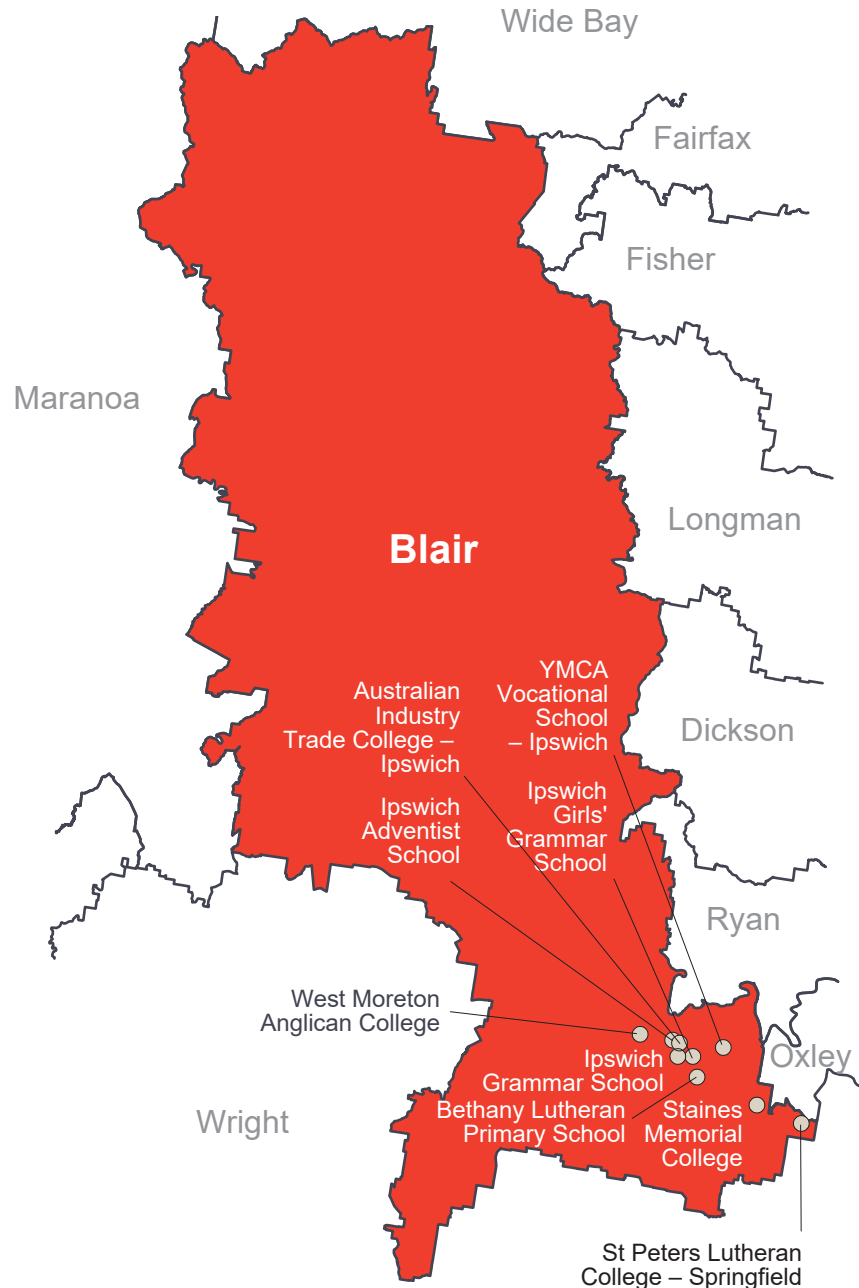 Wide Bay
Fairfax
Fisher
Maranoa
Longman
Blair
YMCA
Vocational
School
– Ipswich
Australian
Industry
Trade College –
Ipswich
Dickson
Ipswich
Girls'
Grammar
School
Ipswich
Adventist
School
Ryan
West Moreton
Anglican College
Oxley
Ipswich
Grammar School
Wright
Bethany Lutheran
Primary School
Staines
Memorial
College
St Peters Lutheran
College – Springfield